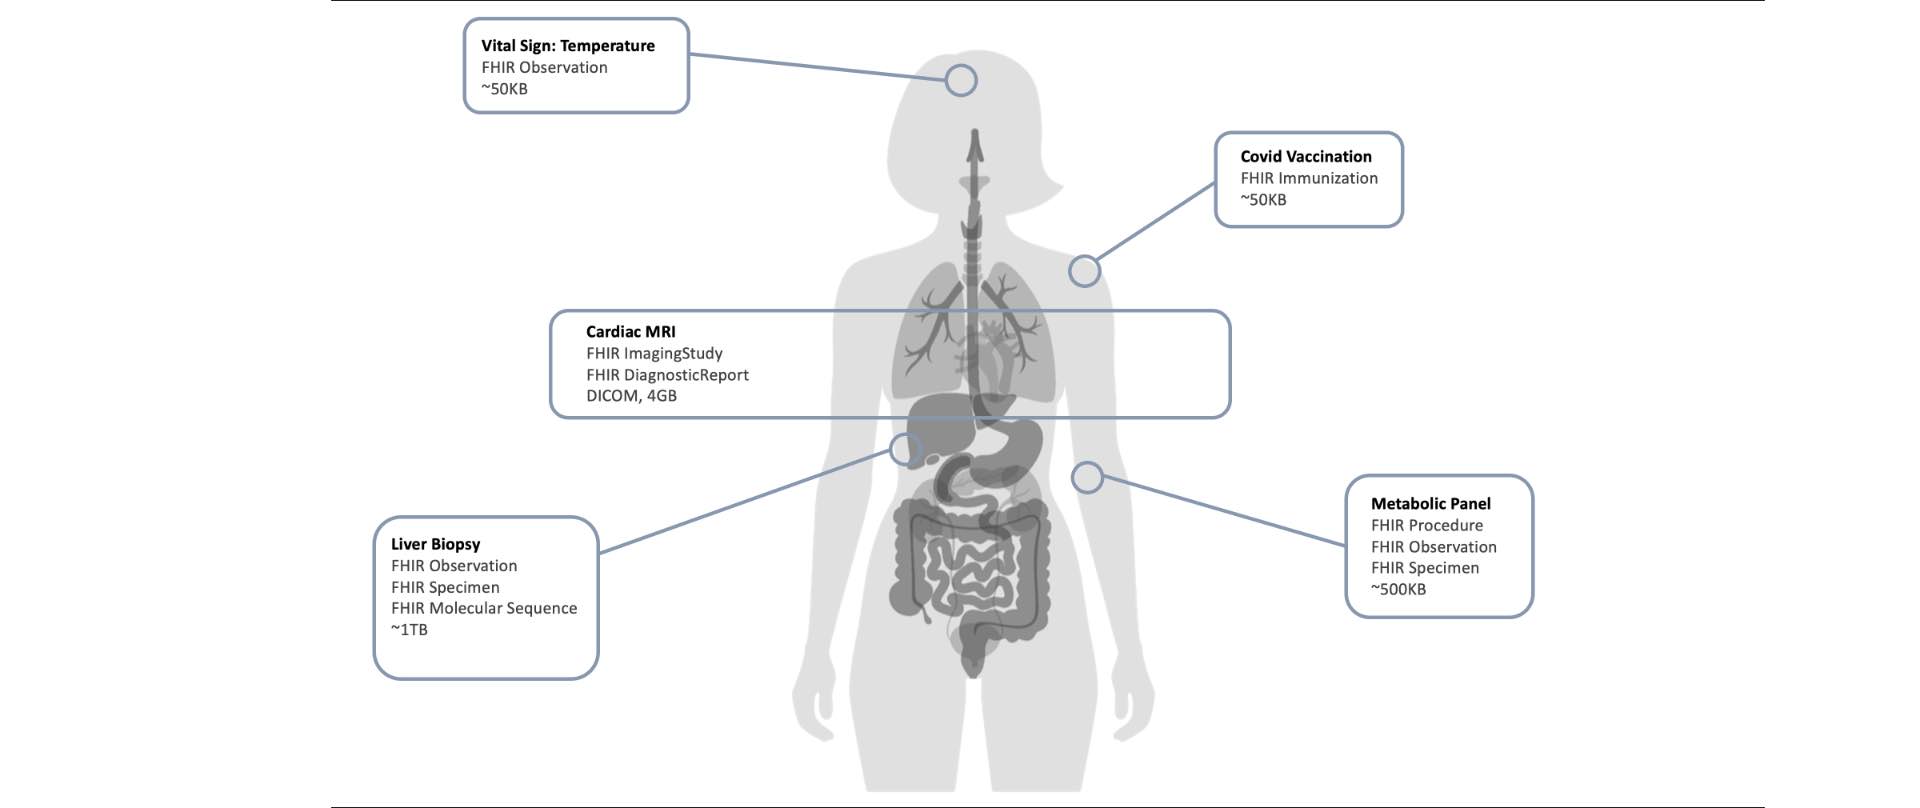 Vital Sign: Temperature
FHIR Observation
~50KB
Covid Vaccination
FHIR Immunization
~50KB
Cardiac MRI
FHIR ImagingStudy
FHIR DiagnosticReport
DICOM, 4GB
Liver Biopsy
FHIR Observation
FHIR Specimen
FHIR Molecular Sequence
~1TB
Metabolic Panel
FHIR Procedure
FHIR Observation
FHIR Specimen
~500KB